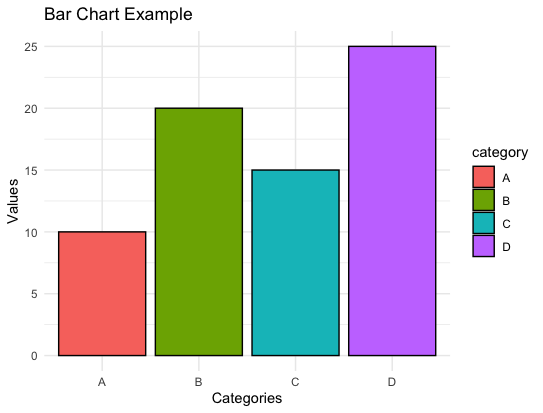 Bar Chart Example
25
20
15
10
5
0
Values
A
B
C
D
Categories
category
A
B
C
D